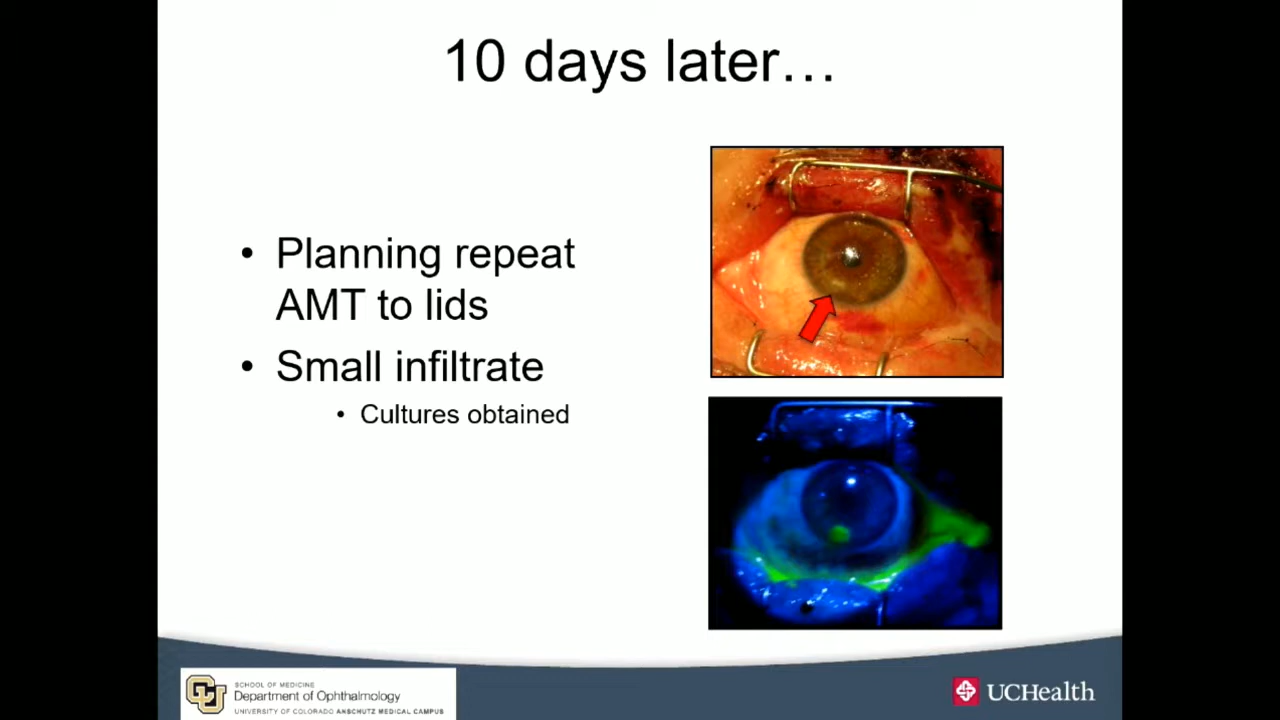 10 days later…
• Planning repeat
AMT to lids
• Small infiltrate
• Cultures obtained
SCHOOL OF MEDICINE
Department of Ophthalmology
UNIVERSITY OF COLORADO ANSCHUTZ MEDICAL CAMPUS
UCHealth